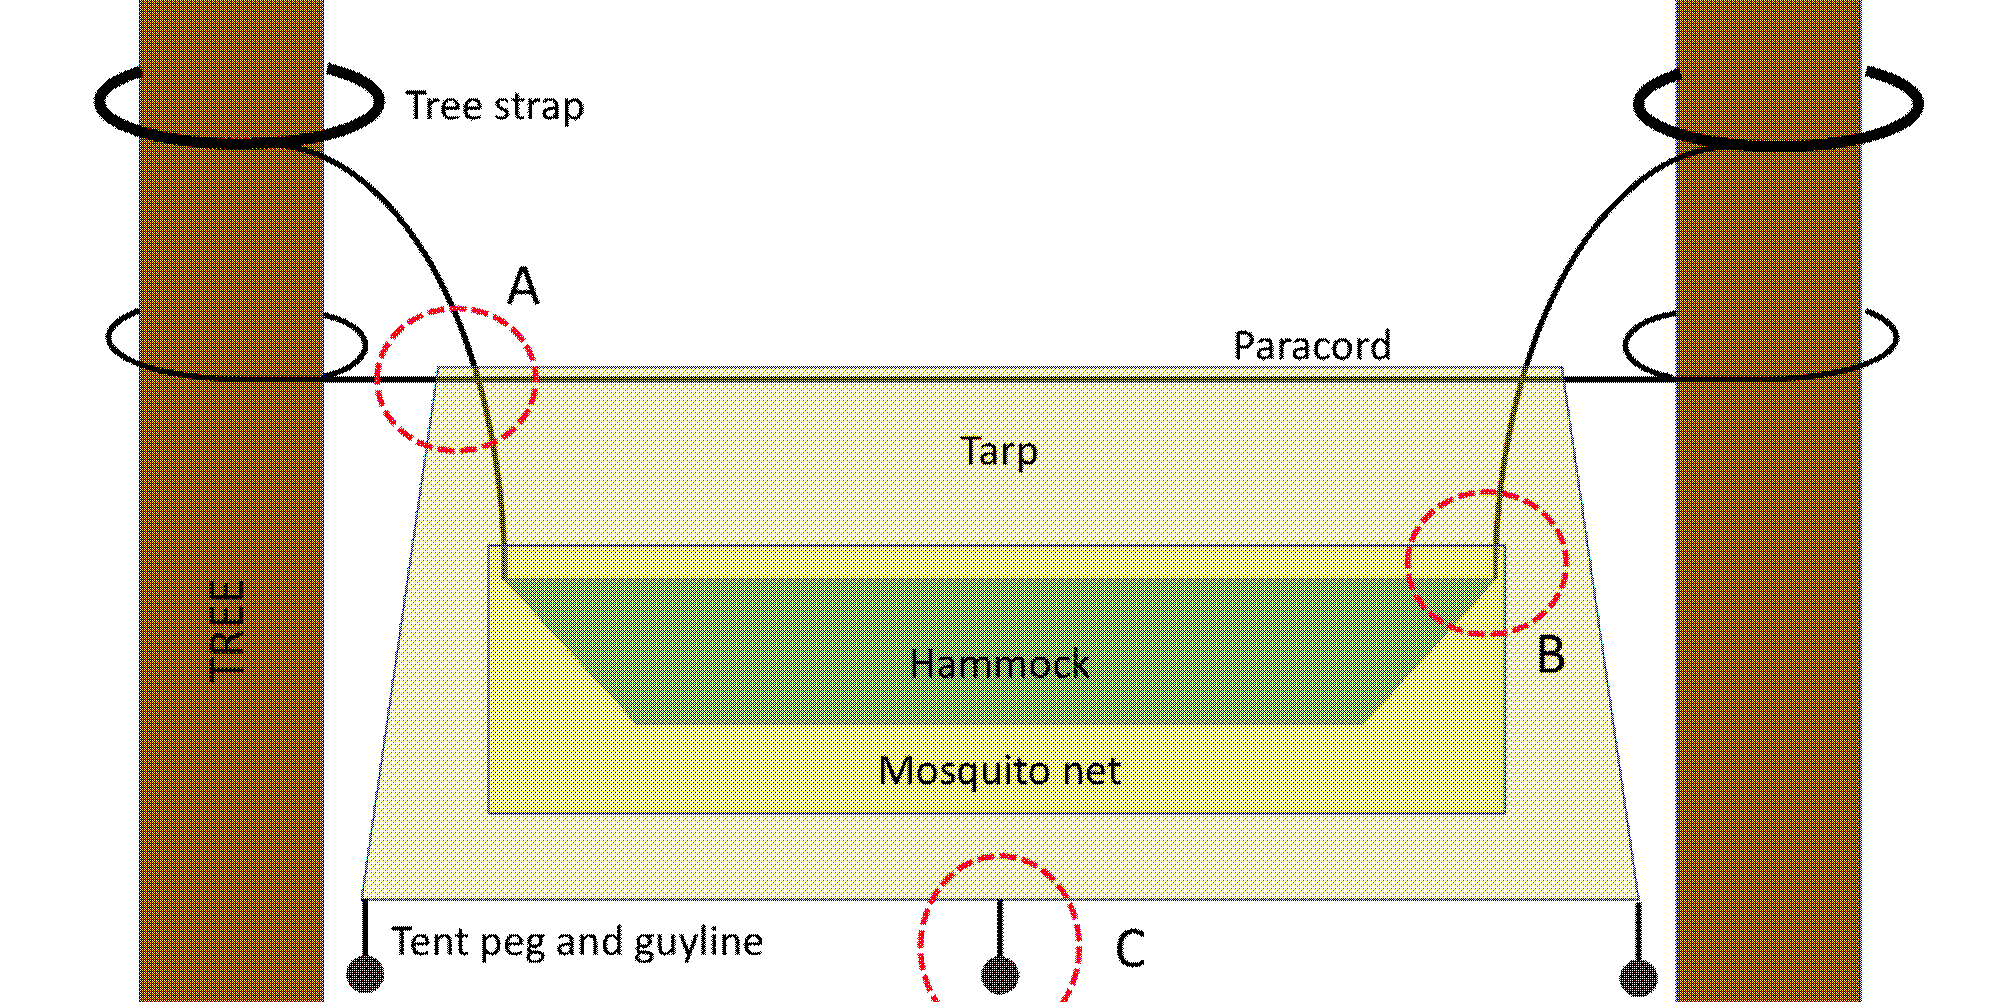 Tree strap
A
Paracord
Tarp
TREE
Hammock
B
Mosquito net
Tent peg and guyline
C